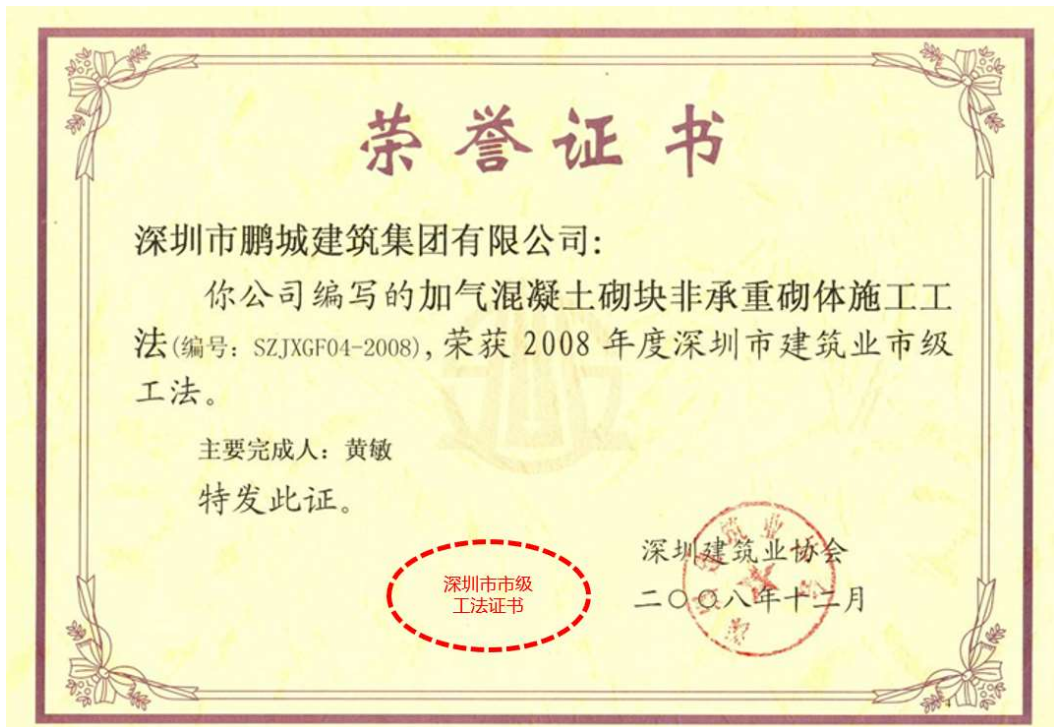 荣誉证书
深圳市鹏城建筑集团有限公司:
你公司编写的加气混凝土砌块非承重砌体施工工
法(编号: SZJXGF04-2008),荣获 2008 年度深圳市建筑业市级
工法。
主要完成人: 黄敏
特发此证。
深圳建筑业协会
二〇〇八年十二月
深圳市市级
工法证书